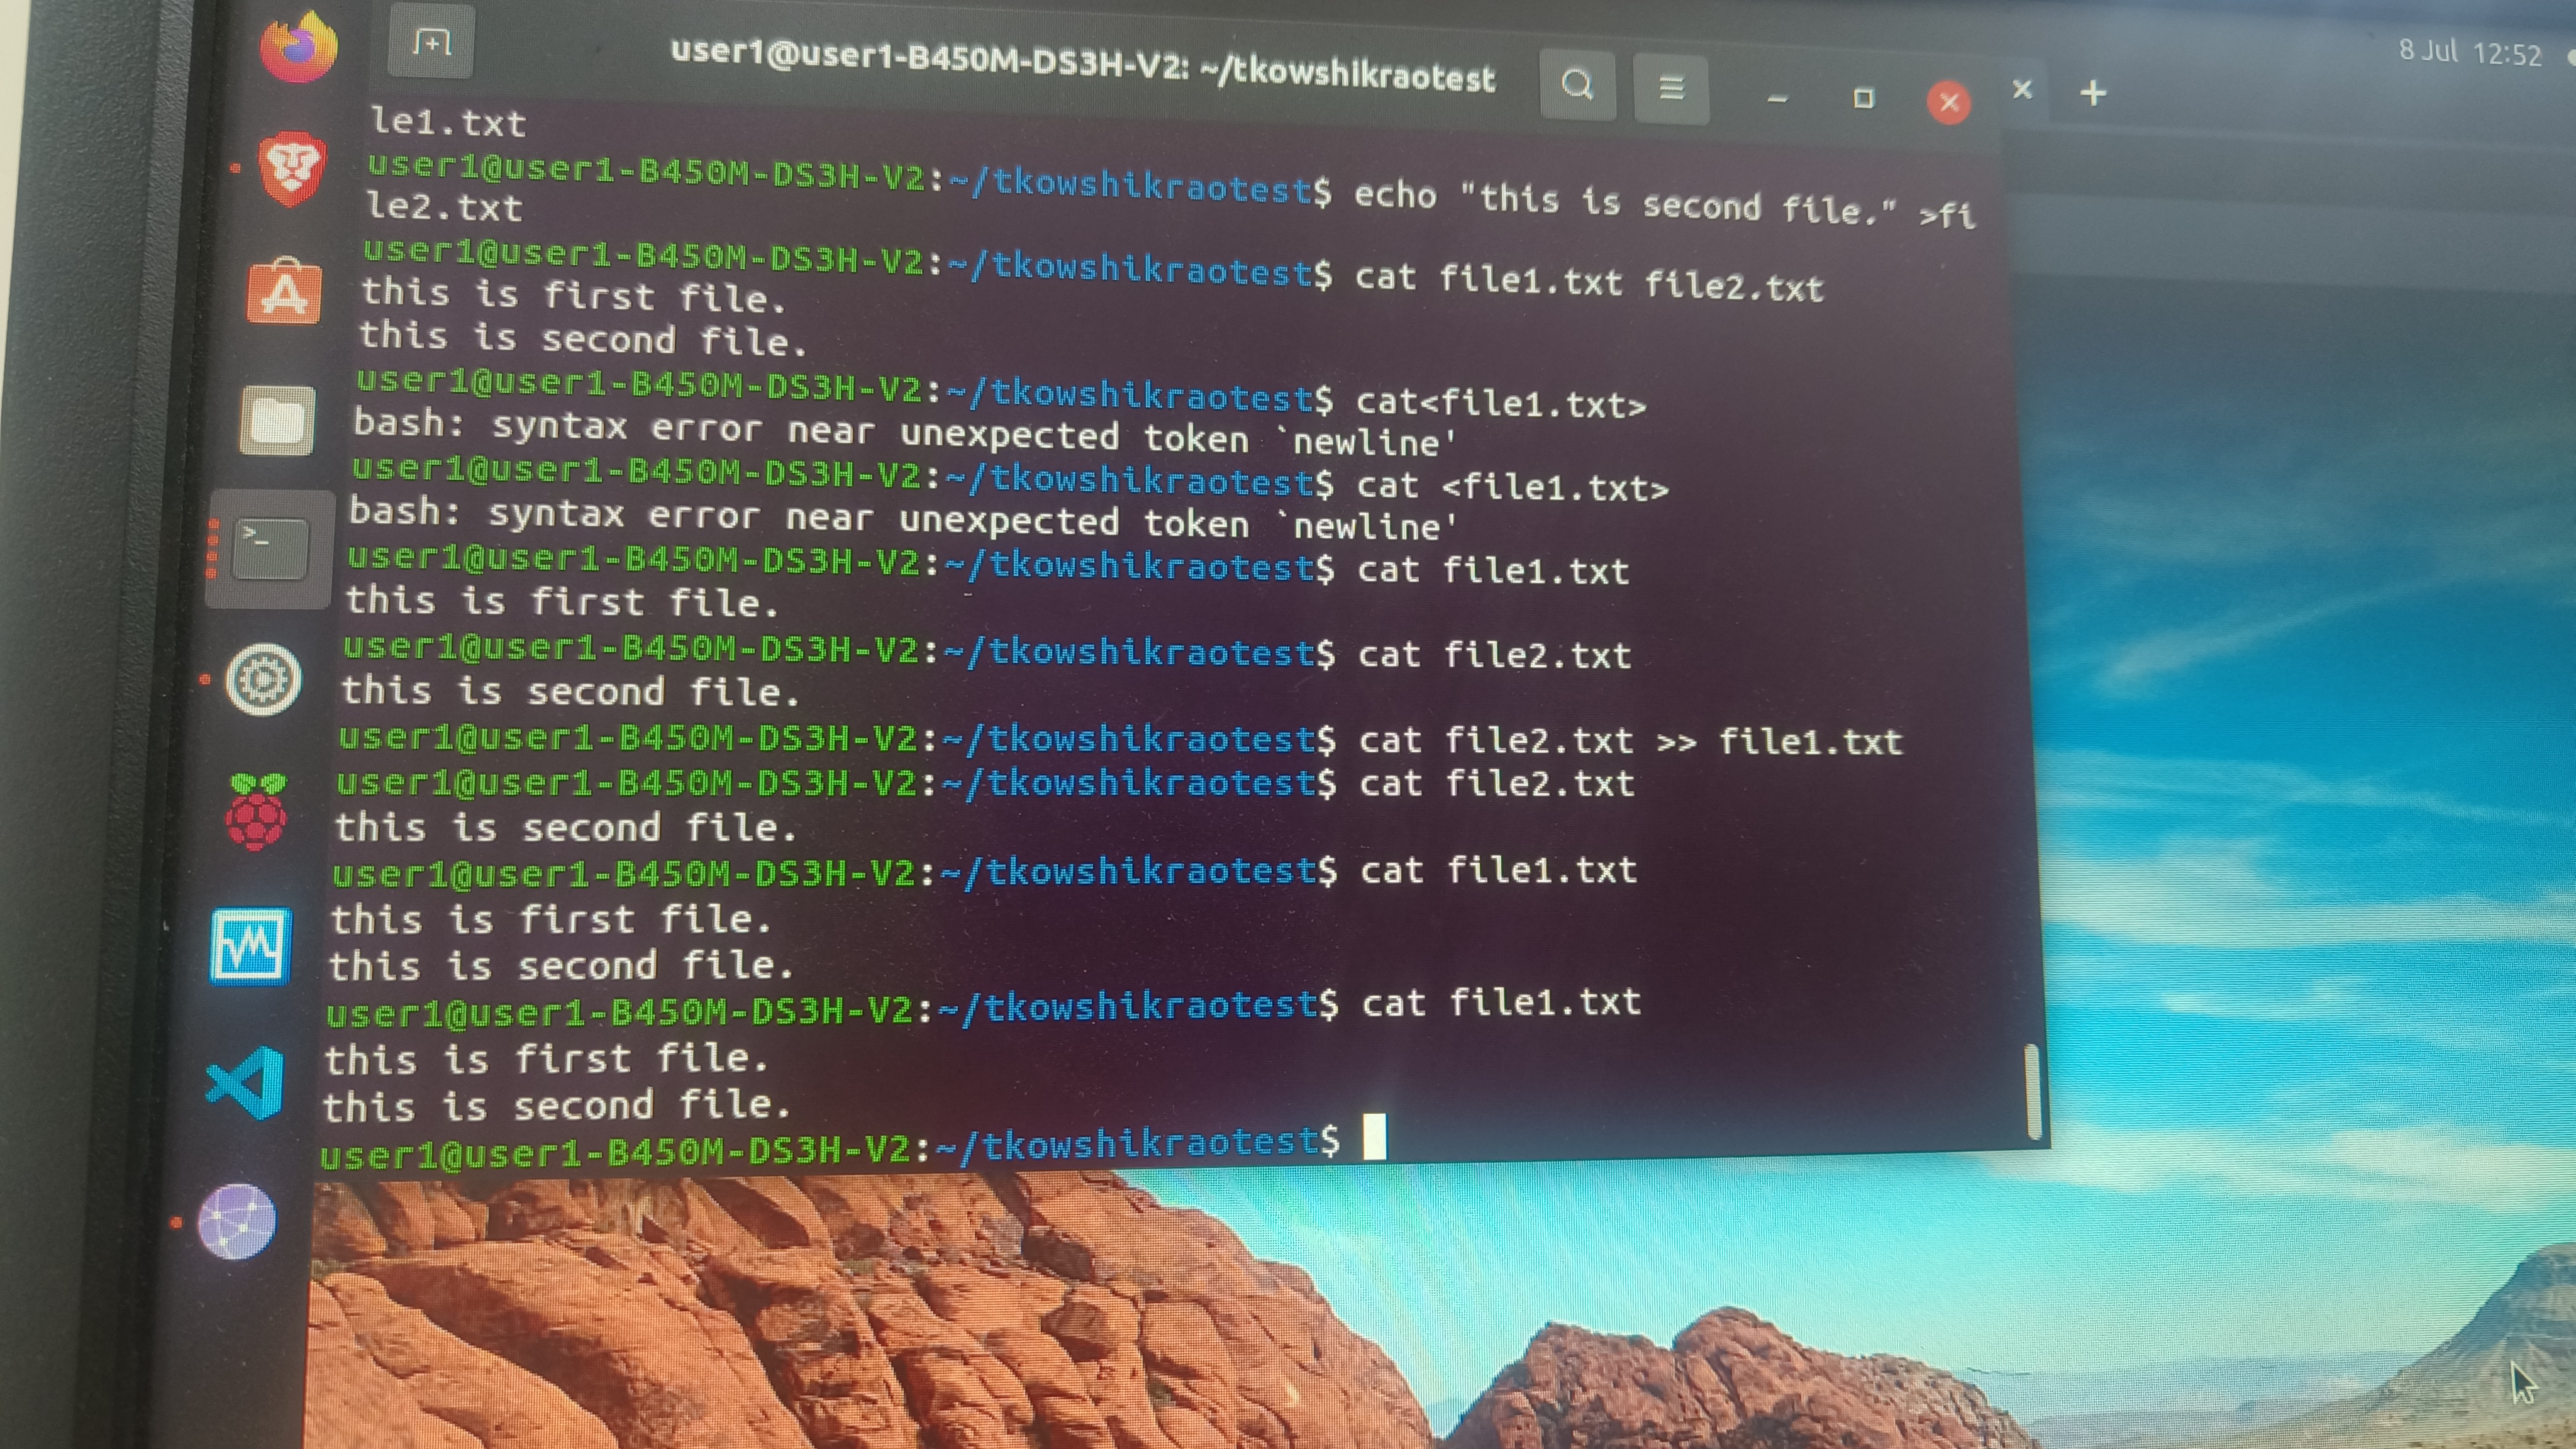 user1@user1-B450M-DS3H-V2: ~/tkowshikraotest
8 Jul 12:52
le1.txt
user1@user1-B450M-DS3H-V2:~/tkowshikraotest$ echo "this is second file." >fi
le2.txt
user1@user1-B450M-DS3H-V2:~/tkowshikraotest$ cat file1.txt file2.txt
this is first file.
this is second file.
user1@user1-B450M-DS3H-V2:~/tkowshikraotest$ cat<file1.txt>
bash: syntax error near unexpected token `newline'
user1@user1-B450M-DS3H-V2:~/tkowshikraotest$ cat <file1.txt>
bash: syntax error near unexpected token `newline'
user1@user1-B450M-DS3H-V2:~/tkowshikraotest$ cat file1.txt
this is first file.
user1@user1-B450M-DS3H-V2:~/tkowshikraotest$ cat file2.txt
this is second file.
user1@user1-B450M-DS3H-V2:~/tkowshikraotest$ cat file2.txt >> file1.txt
user1@user1-B450M-DS3H-V2:~/tkowshikraotest$ cat file2.txt
this is second file.
user1@user1-B450M-DS3H-V2:~/tkowshikraotest$ cat file1.txt
this is first file.
this is second file.
user1@user1-B450M-DS3H-V2:~/tkowshikraotest$ cat file1.txt
this is first file.
this is second file.
user1@user1-B450M-DS3H-V2:~/tkowshikraotest$